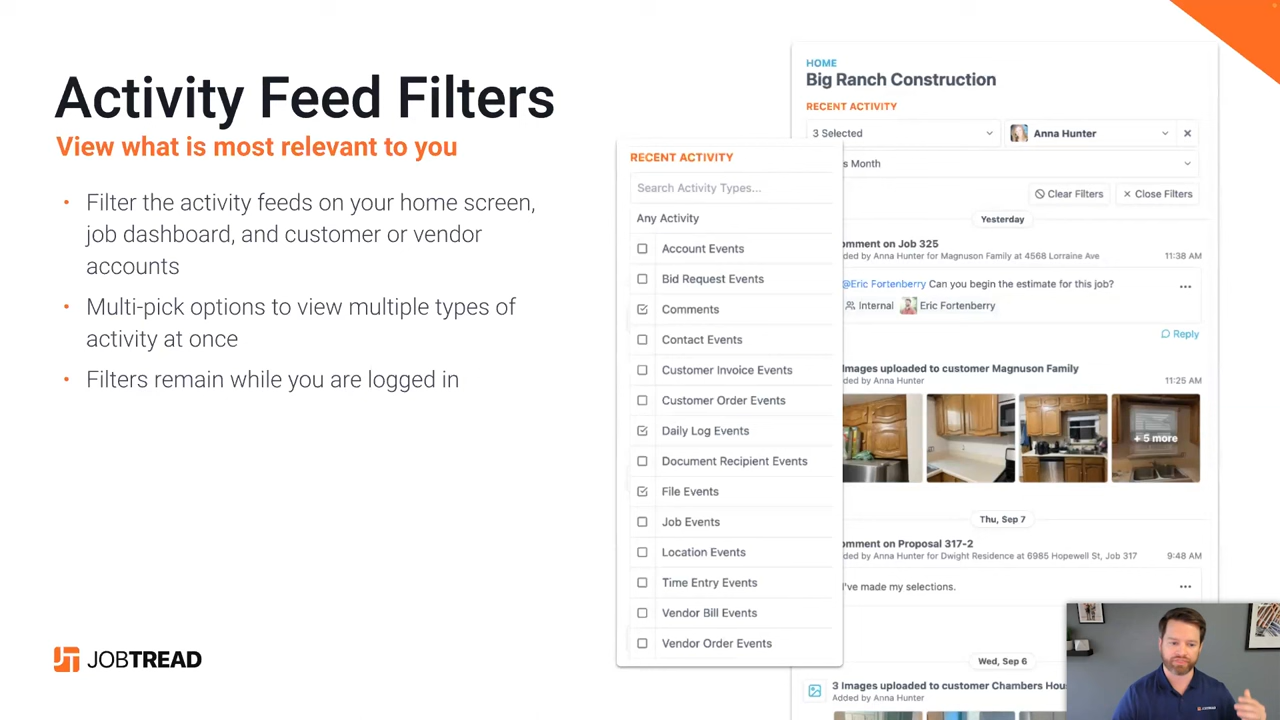 Activity Feed Filters
View what is most relevant to you
• Filter the activity feeds on your home screen,
job dashboard, and customer or vendor
accounts
• Multi-pick options to view multiple types of
activity at once
• Filters remain while you are logged in
JOBTREAD
RECENT ACTIVITY
Search Activity Types...
Any Activity
Account Events
Bid Request Events
Comments
Contact Events
Customer Invoice Events
Customer Order Events
Daily Log Events
Document Recipient Events
File Events
Job Events
Location Events
Time Entry Events
Vendor Bill Events
Vendor Order Events
HOME
Big Ranch Construction
RECENT ACTIVITY
3 Selected
Anna Hunter
s Month
Clear Filters
Close Filters
Yesterday
omment on Job 325
dded by Anna Hunter for Magnuson Family at 4568 Lorraine Ave
11:38 AM
@Eric Fortenberry Can you begin the estimate for this job?
Internal Eric Fortenberry
Reply
Images uploaded to customer Magnuson Family
dded by Anna Hunter
11:25 AM
+ 5 more
Thu, Sep 7
omment on Proposal 317-2
ded by Anna Hunter for Dwight Residence at 6985 Hopewell St, Job 317
9:48 AM
I've made my selections.
Wed, Sep 6
3 Images uploaded to customer Chambers Hou
Added by Anna Hunter